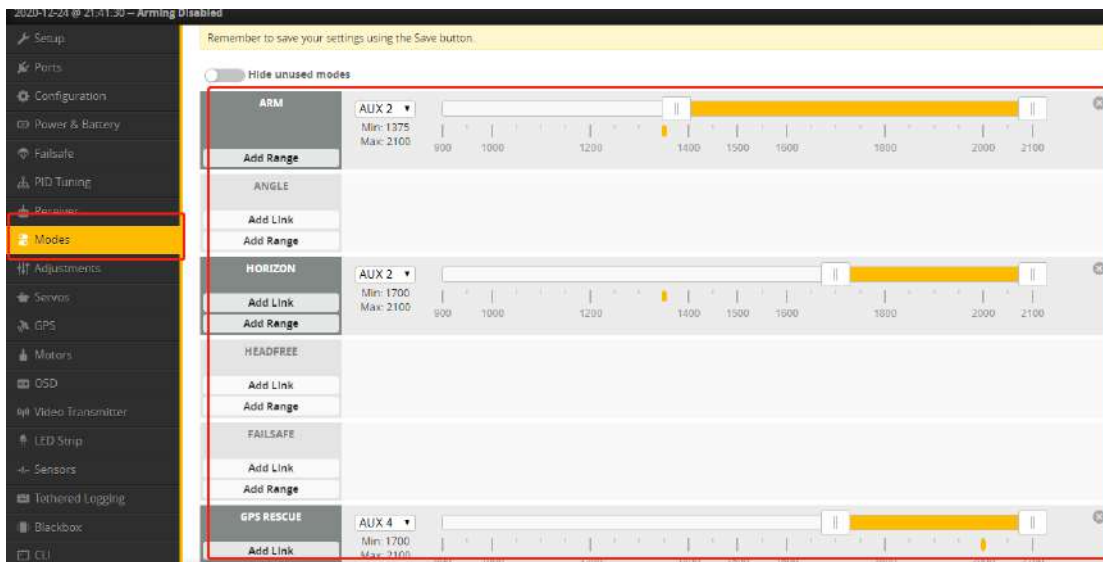 2020-12-24 @ 21:41:30 -- Arming Disabled
Setup
Ports
Configuration
Power & Battery
Failsafe
PID Tuning
Receiver
Modes
Adjustments
Servos
GPS
Motors
OSD
Video Transmitter
LED Strip
Sensors
Tethered Logging
Blackbox
CLI
Remember to save your settings using the Save button.
Hide unused modes
ARM
Add Range
AUX 2
Min: 1375
Max: 2100
900 1000 1200 1400 1500 1600 1800 2000 2100
ANGLE
Add Link
Add Range
HORIZON
Add Link
Add Range
AUX 2
Min: 1700
Max: 2100
900 1000 1200 1400 1500 1600 1800 2000 2100
HEADFREE
Add Link
Add Range
FAILSAFE
Add Link
Add Range
GPS RESCUE
Add Link
AUX 4
Min: 1700
Max: 2100